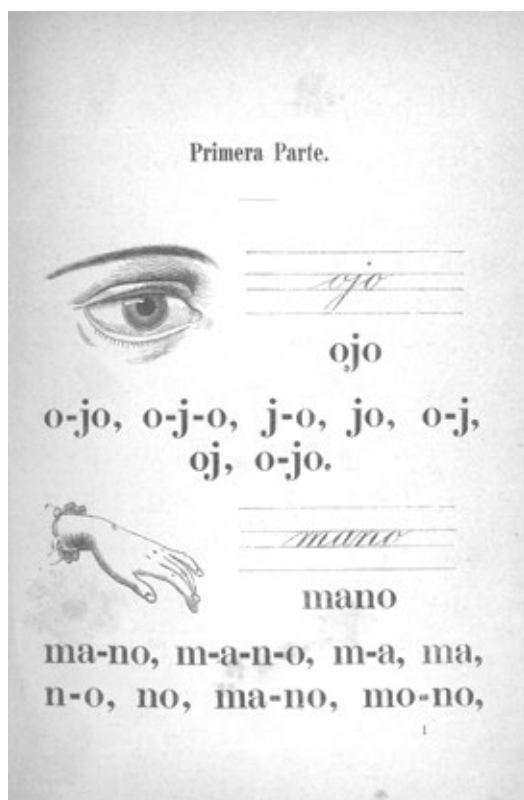 Primera Parte.
ojo
ojo
o-jo, o-j-o, j-o, jo, o-j,
oj, o-jo.
mano
mano
ma-no, m-a-n-o, m-a, ma,
n-o, no, ma-no, mo-no,
1